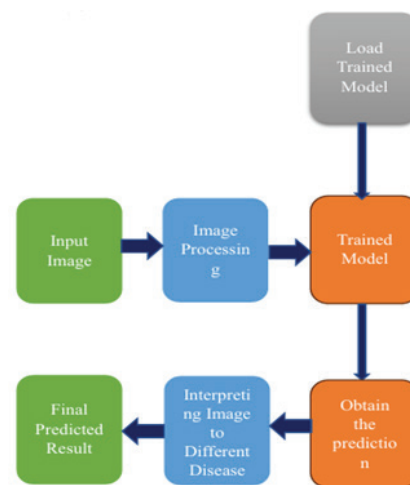 Load
Trained
Model
Input
Image
Image
Processin
g
Trained
Model
Final
Predicted
Result
Interpreti
ng Image
to
Different
Disease
Obtain
the
predictio
n